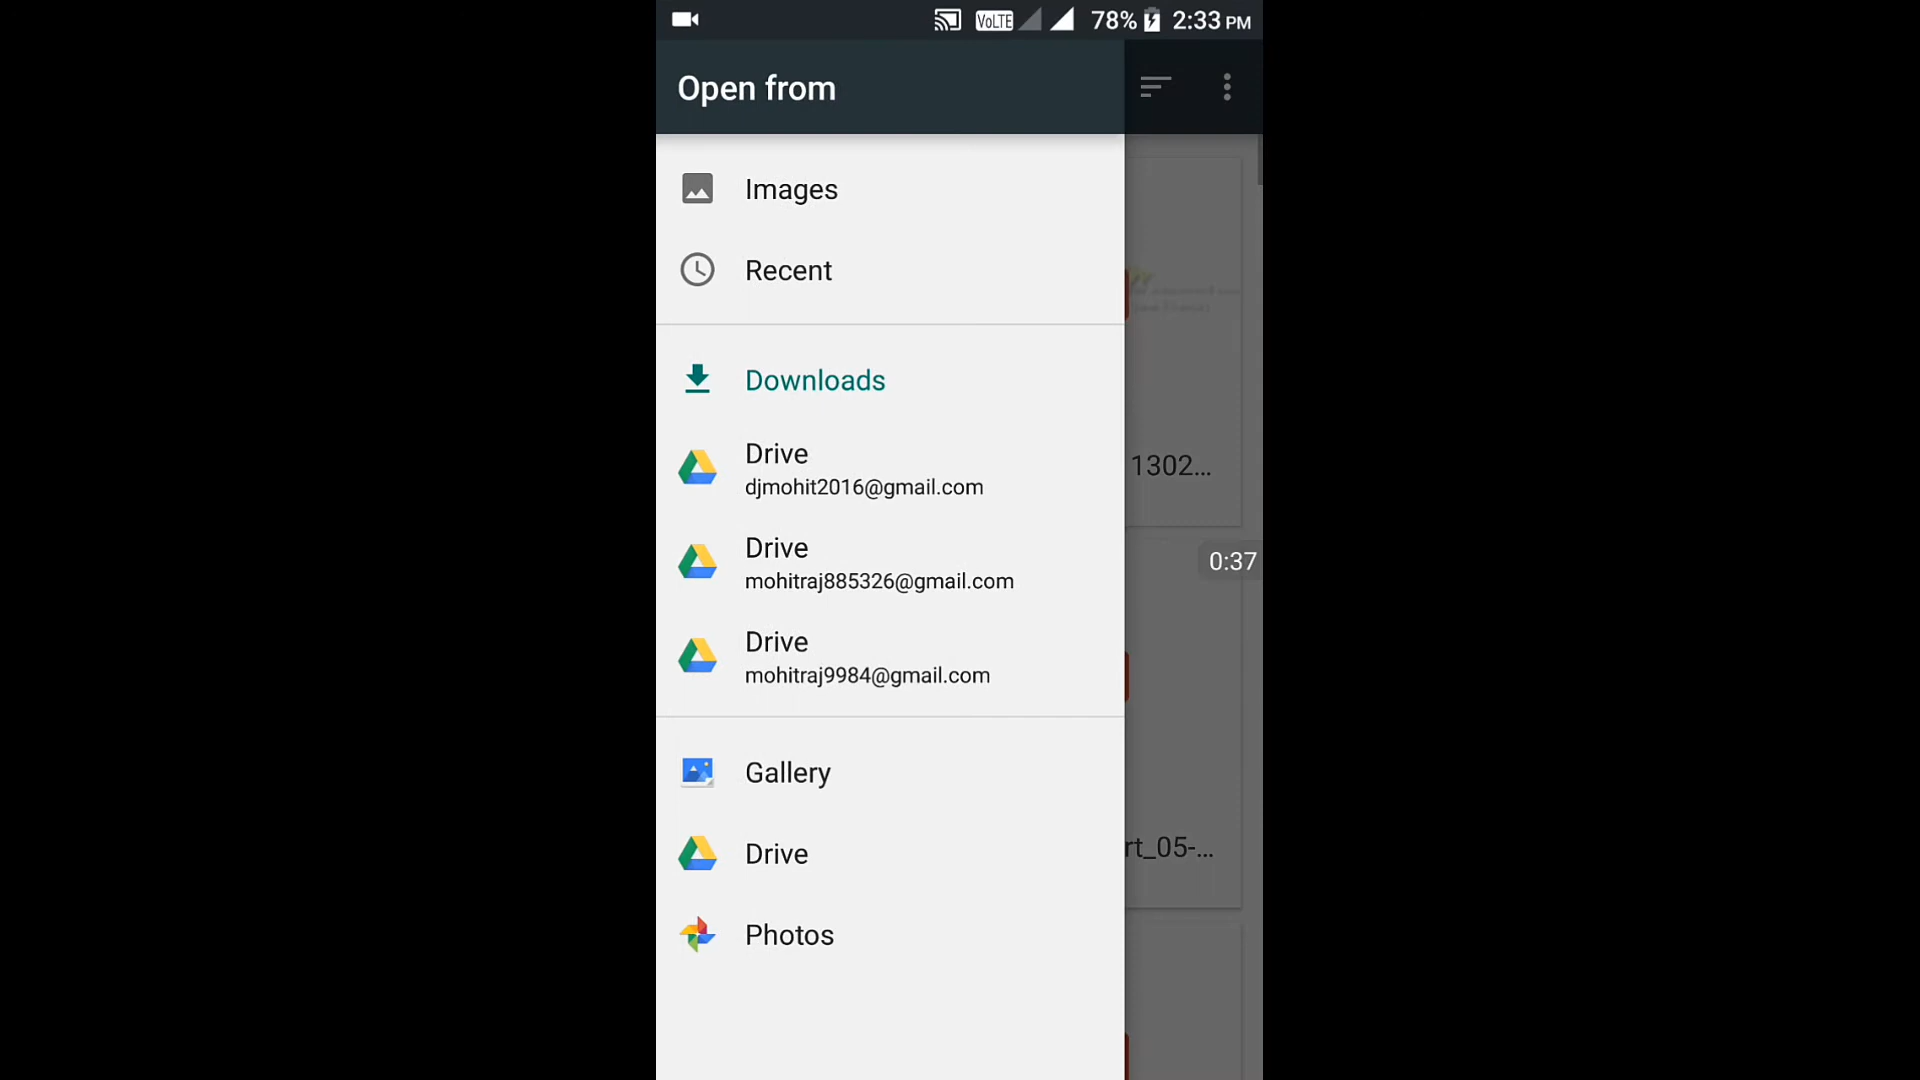 VoLTE 78% 2:33 PM
Open from
Images
Recent
Downloads
Drive
djmohit2016@gmail.com
Drive
mohitraj885326@gmail.com
Drive
mohitraj9984@gmail.com
Gallery
Drive
Photos
1302...
0:37
rt_05-...